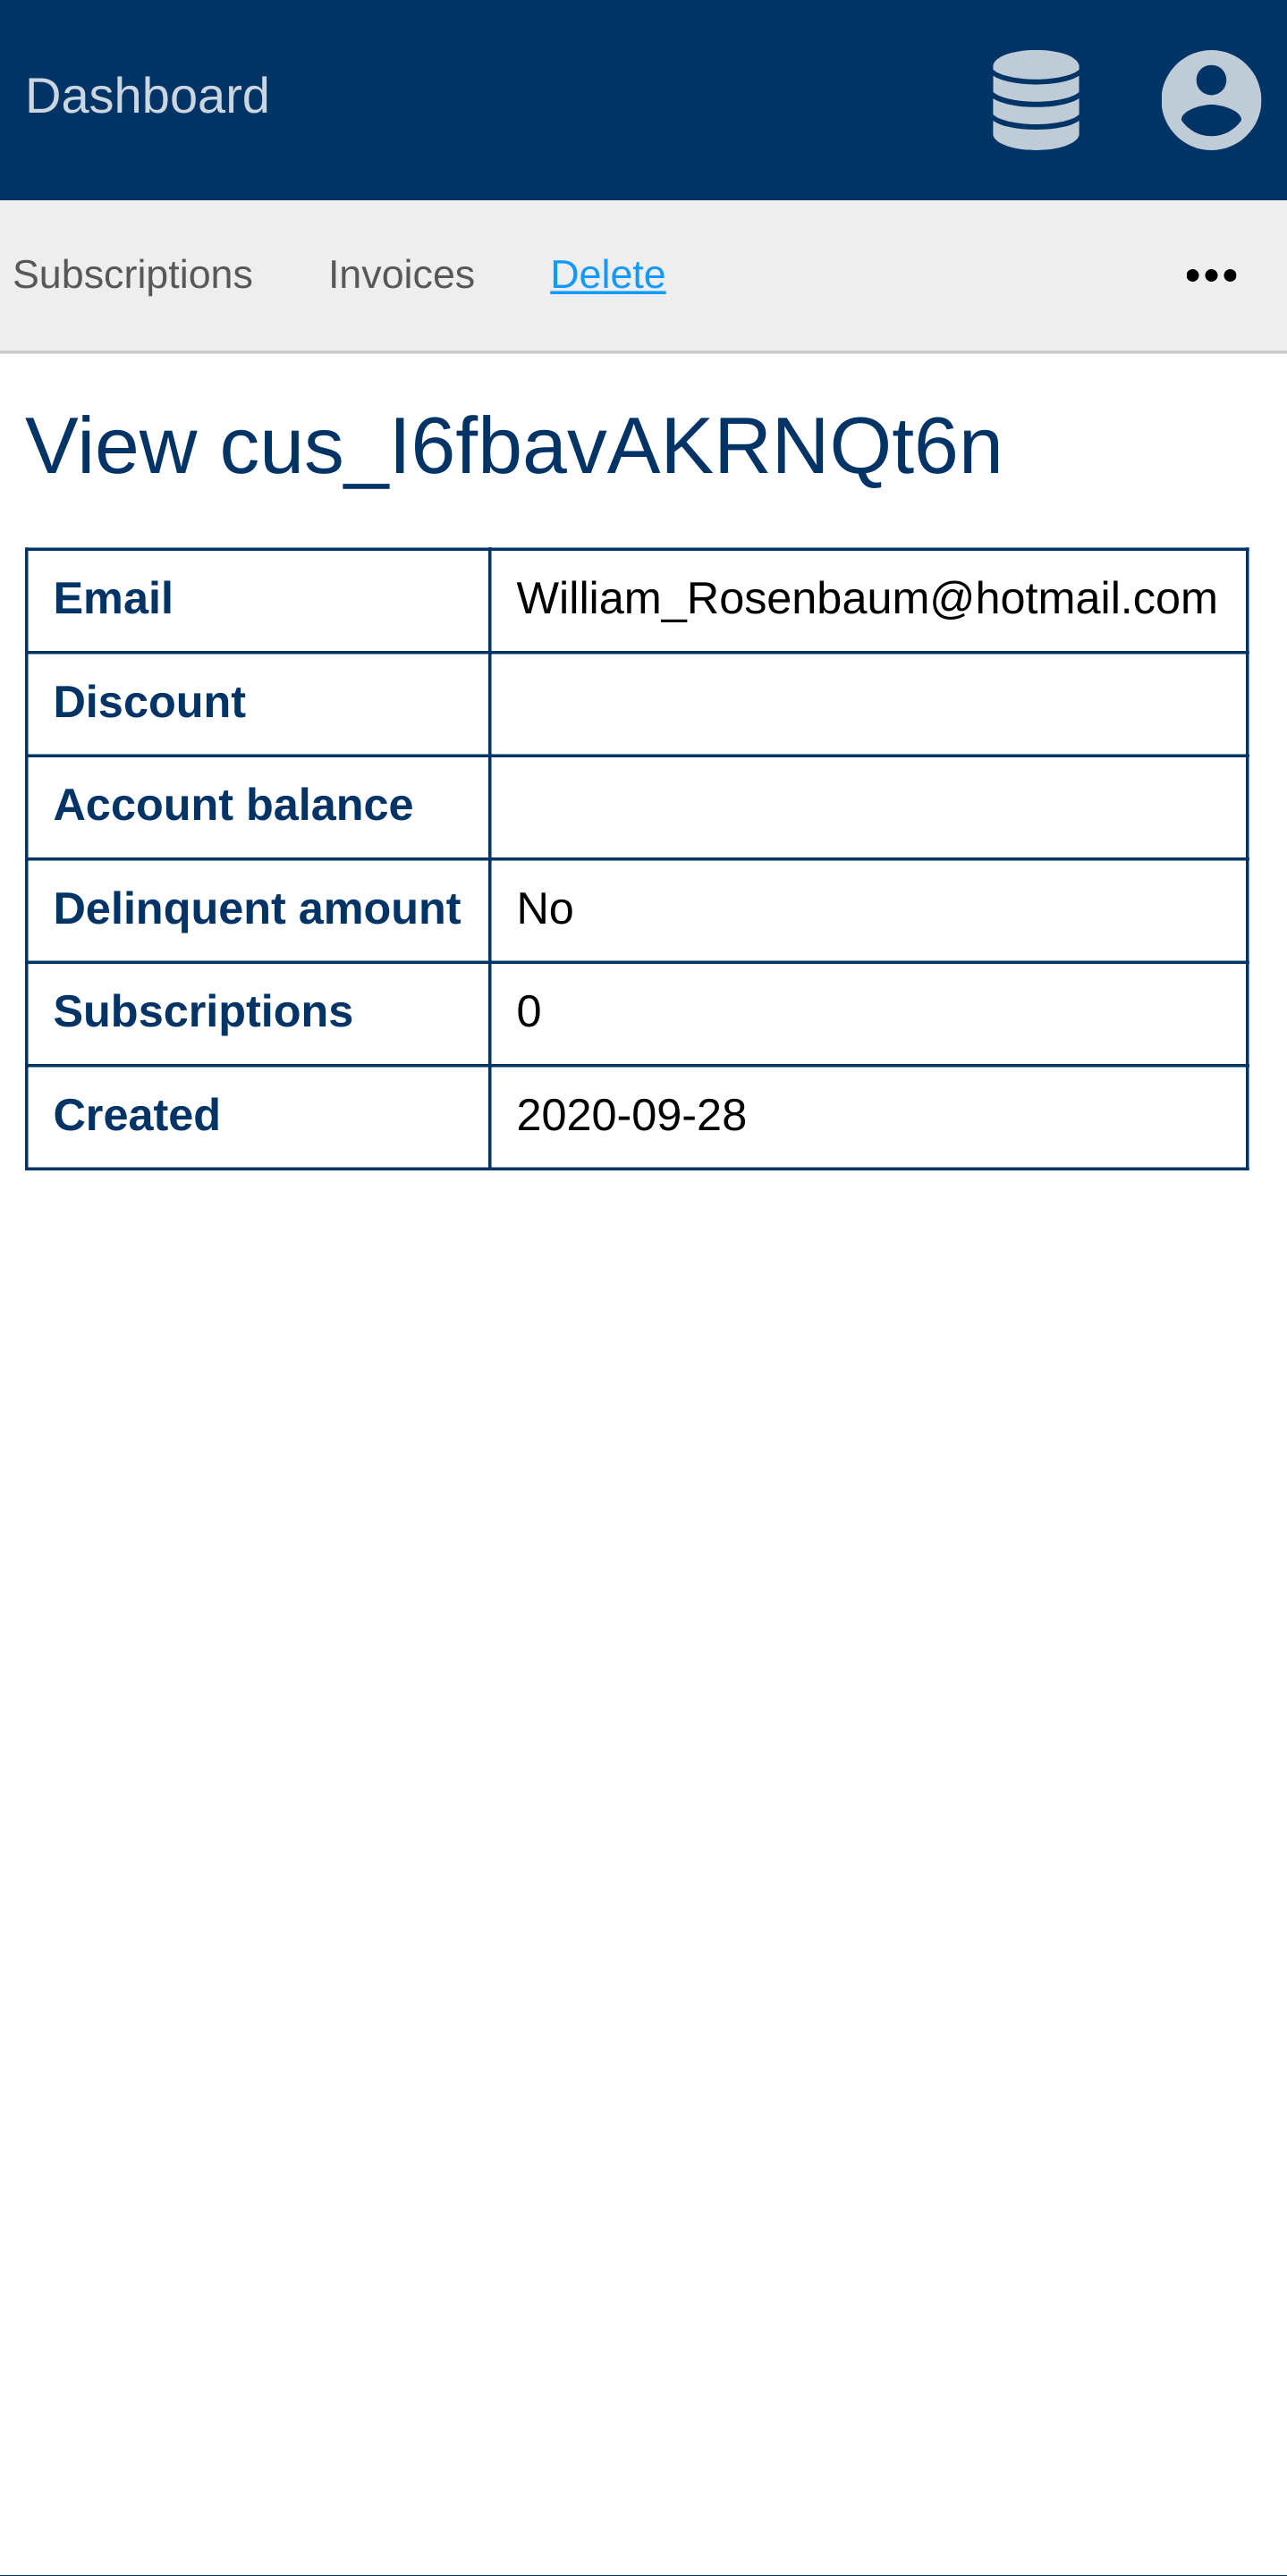 Dashboard
Subscriptions Invoices Delete •••
View cus_I6fbavAKRNQt6n
Email William_Rosenbaum@hotmail.com
Discount
Account balance
Delinquent amount No
Subscriptions 0
Created 2020-09-28